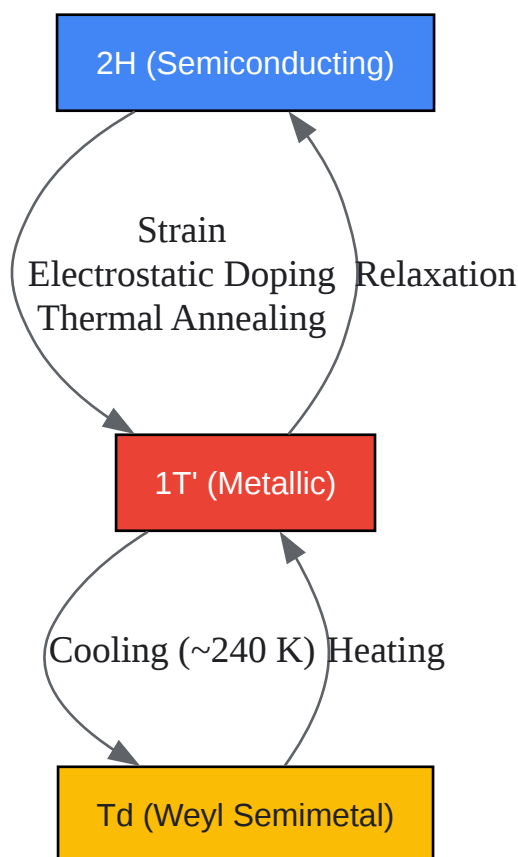 2H (Semiconducting)
Strain
Electrostatic Doping
Thermal Annealing
Relaxation
1T' (Metallic)
Cooling (~240 K)
Heating
Td (Weyl Semimetal)